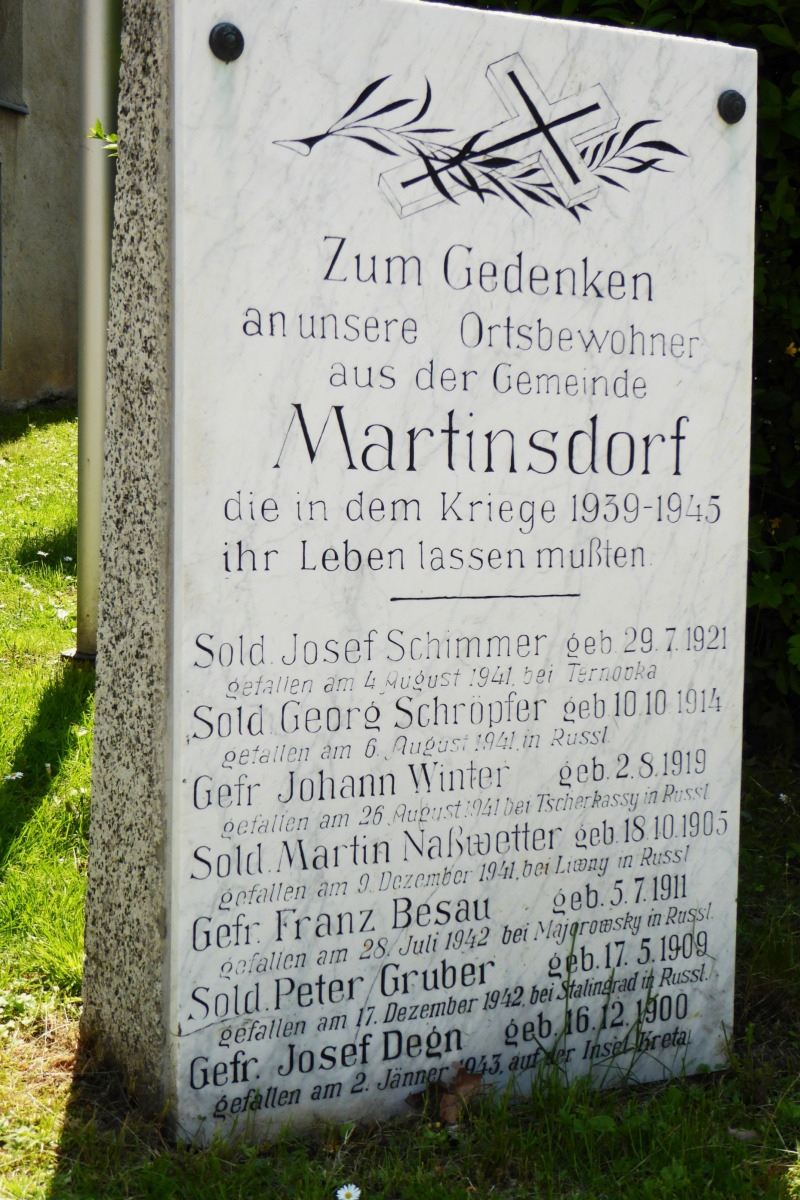 Zum Gedenken
an unsere Ortsbewohner
aus der Gemeinde
Martinsdorf
die in dem Kriege 1939-1945
ihr Leben lassen mußten.
Sold. Josef Schimmer geb. 29.7.1921
gefallen am 4. August 1941, bei Ternovka
Sold. Georg Schröpfer geb. 10.10.1914
gefallen am 6. August 1941, in Russl.
Gefr. Johann Winter geb. 2.8.1919
gefallen am 26. August 1941 bei Tscherkassy in Russl.
Sold. Martin Naßwetter geb. 18.10.1905
gefallen am 9. Dezember 1941, bei Liwny in Russl.
Gefr. Franz Besau geb. 5.7.1911
gefallen am 28. Juli 1942 bei Majorowsky in Russl.
Sold. Peter Gruber geb. 17.5.1909
gefallen am 17. Dezember 1942, bei Stalingrad in Russl.
Gefr. Josef Degn geb. 16.12.1900
gefallen am 2. Jänner 1943, auf der Insel Kreta.